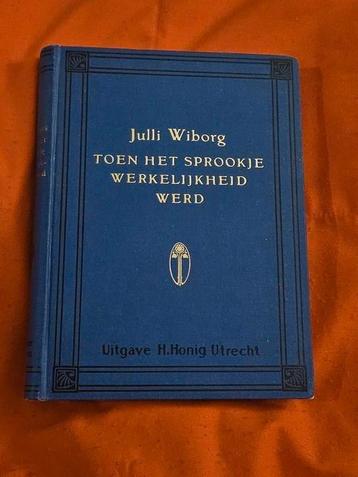 Julli Wiborg
TOEN HET SPROOKJE
WERKELIJKHEID
WERD
Uitgave H.Honig Utrecht